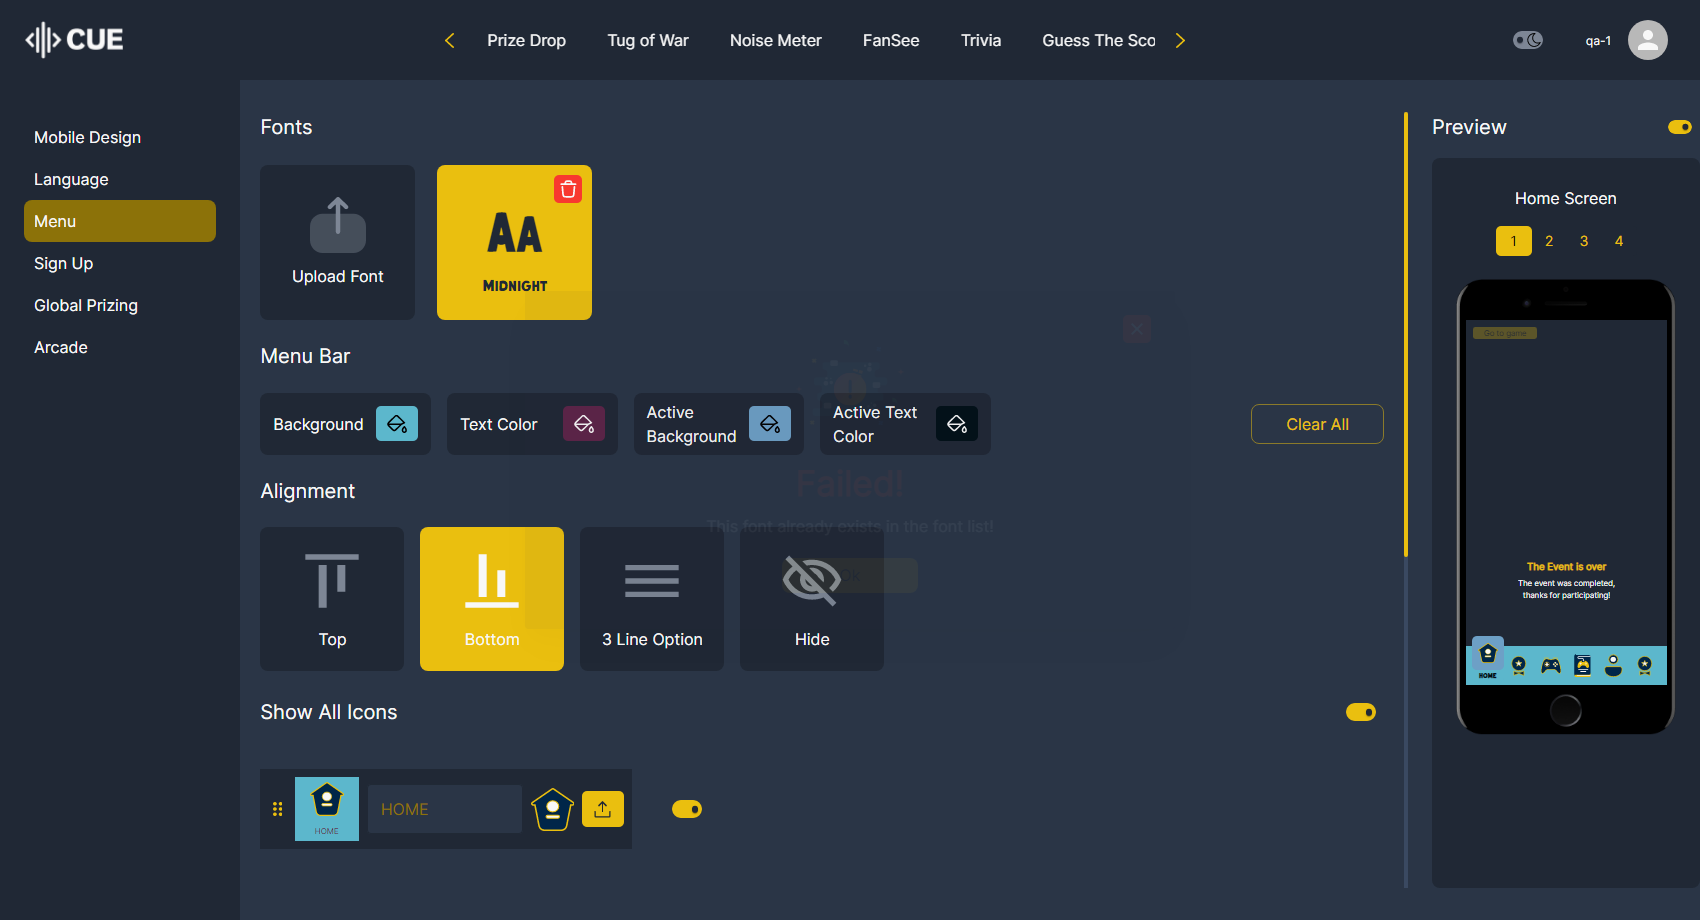 CUE
Prize Drop
Tug of War
Noise Meter
FanSee
Trivia
Guess The Sco
qa-1
Mobile Design
Language
Menu
Sign Up
Global Prizing
Arcade
Fonts
Upload Font
AA
MIDNIGHT
Menu Bar
Background
Text Color
Active
Background
Active Text
Color
Clear All
Failed!
This font already exists in the font list!
Ok
Alignment
Top
Bottom
3 Line Option
Hide
Show All Icons
HOME
HOME
Preview
Home Screen
1 2 3 4
Go to game
The Event is over
The event was completed,
thanks for participating!
HOME